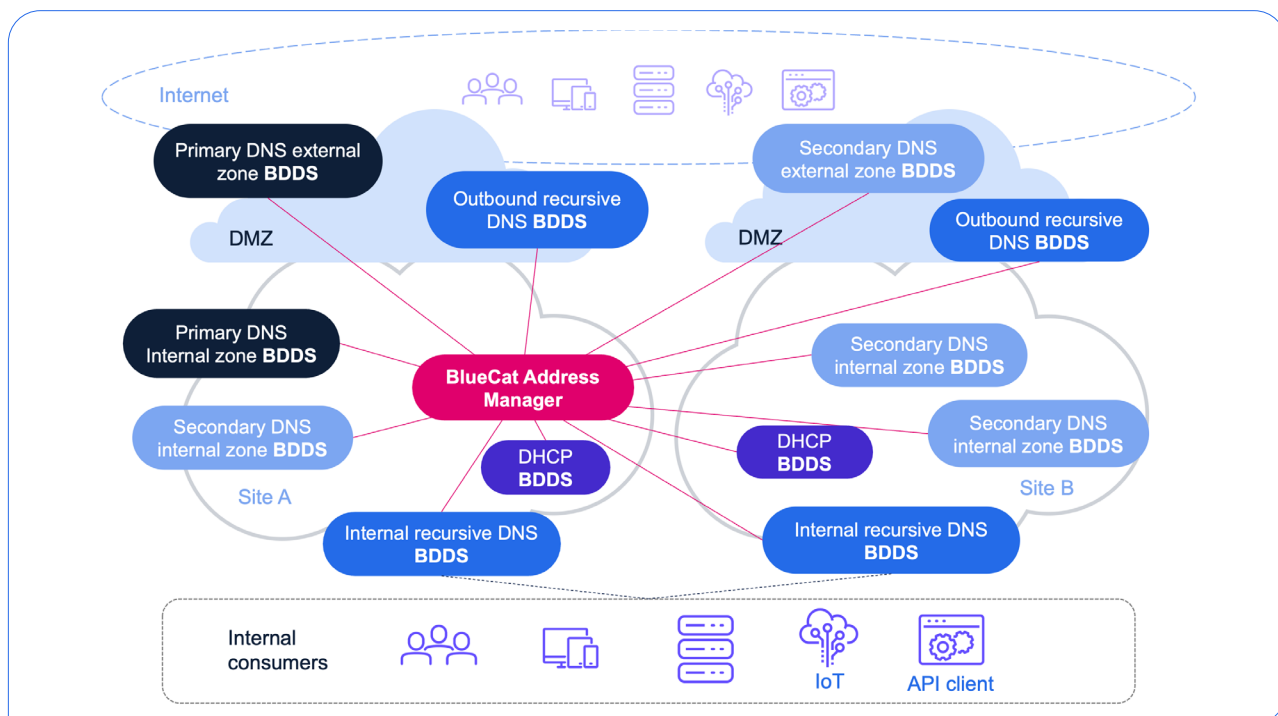 Internet
Primary DNS external
zone BDDS
Secondary DNS
external zone BDDS
Outbound recursive
DNS BDDS
Outbound recursive
DNS BDDS
DMZ
DMZ
Primary DNS
Internal zone BDDS
Secondary DNS
internal zone BDDS
BlueCat Address
Manager
Secondary DNS
internal zone BDDS
Secondary DNS
internal zone BDDS
DHCP
BDDS
DHCP
BDDS
Site A
Site B
Internal recursive DNS
BDDS
Internal recursive DNS
BDDS
Internal
consumers
IoT
API client